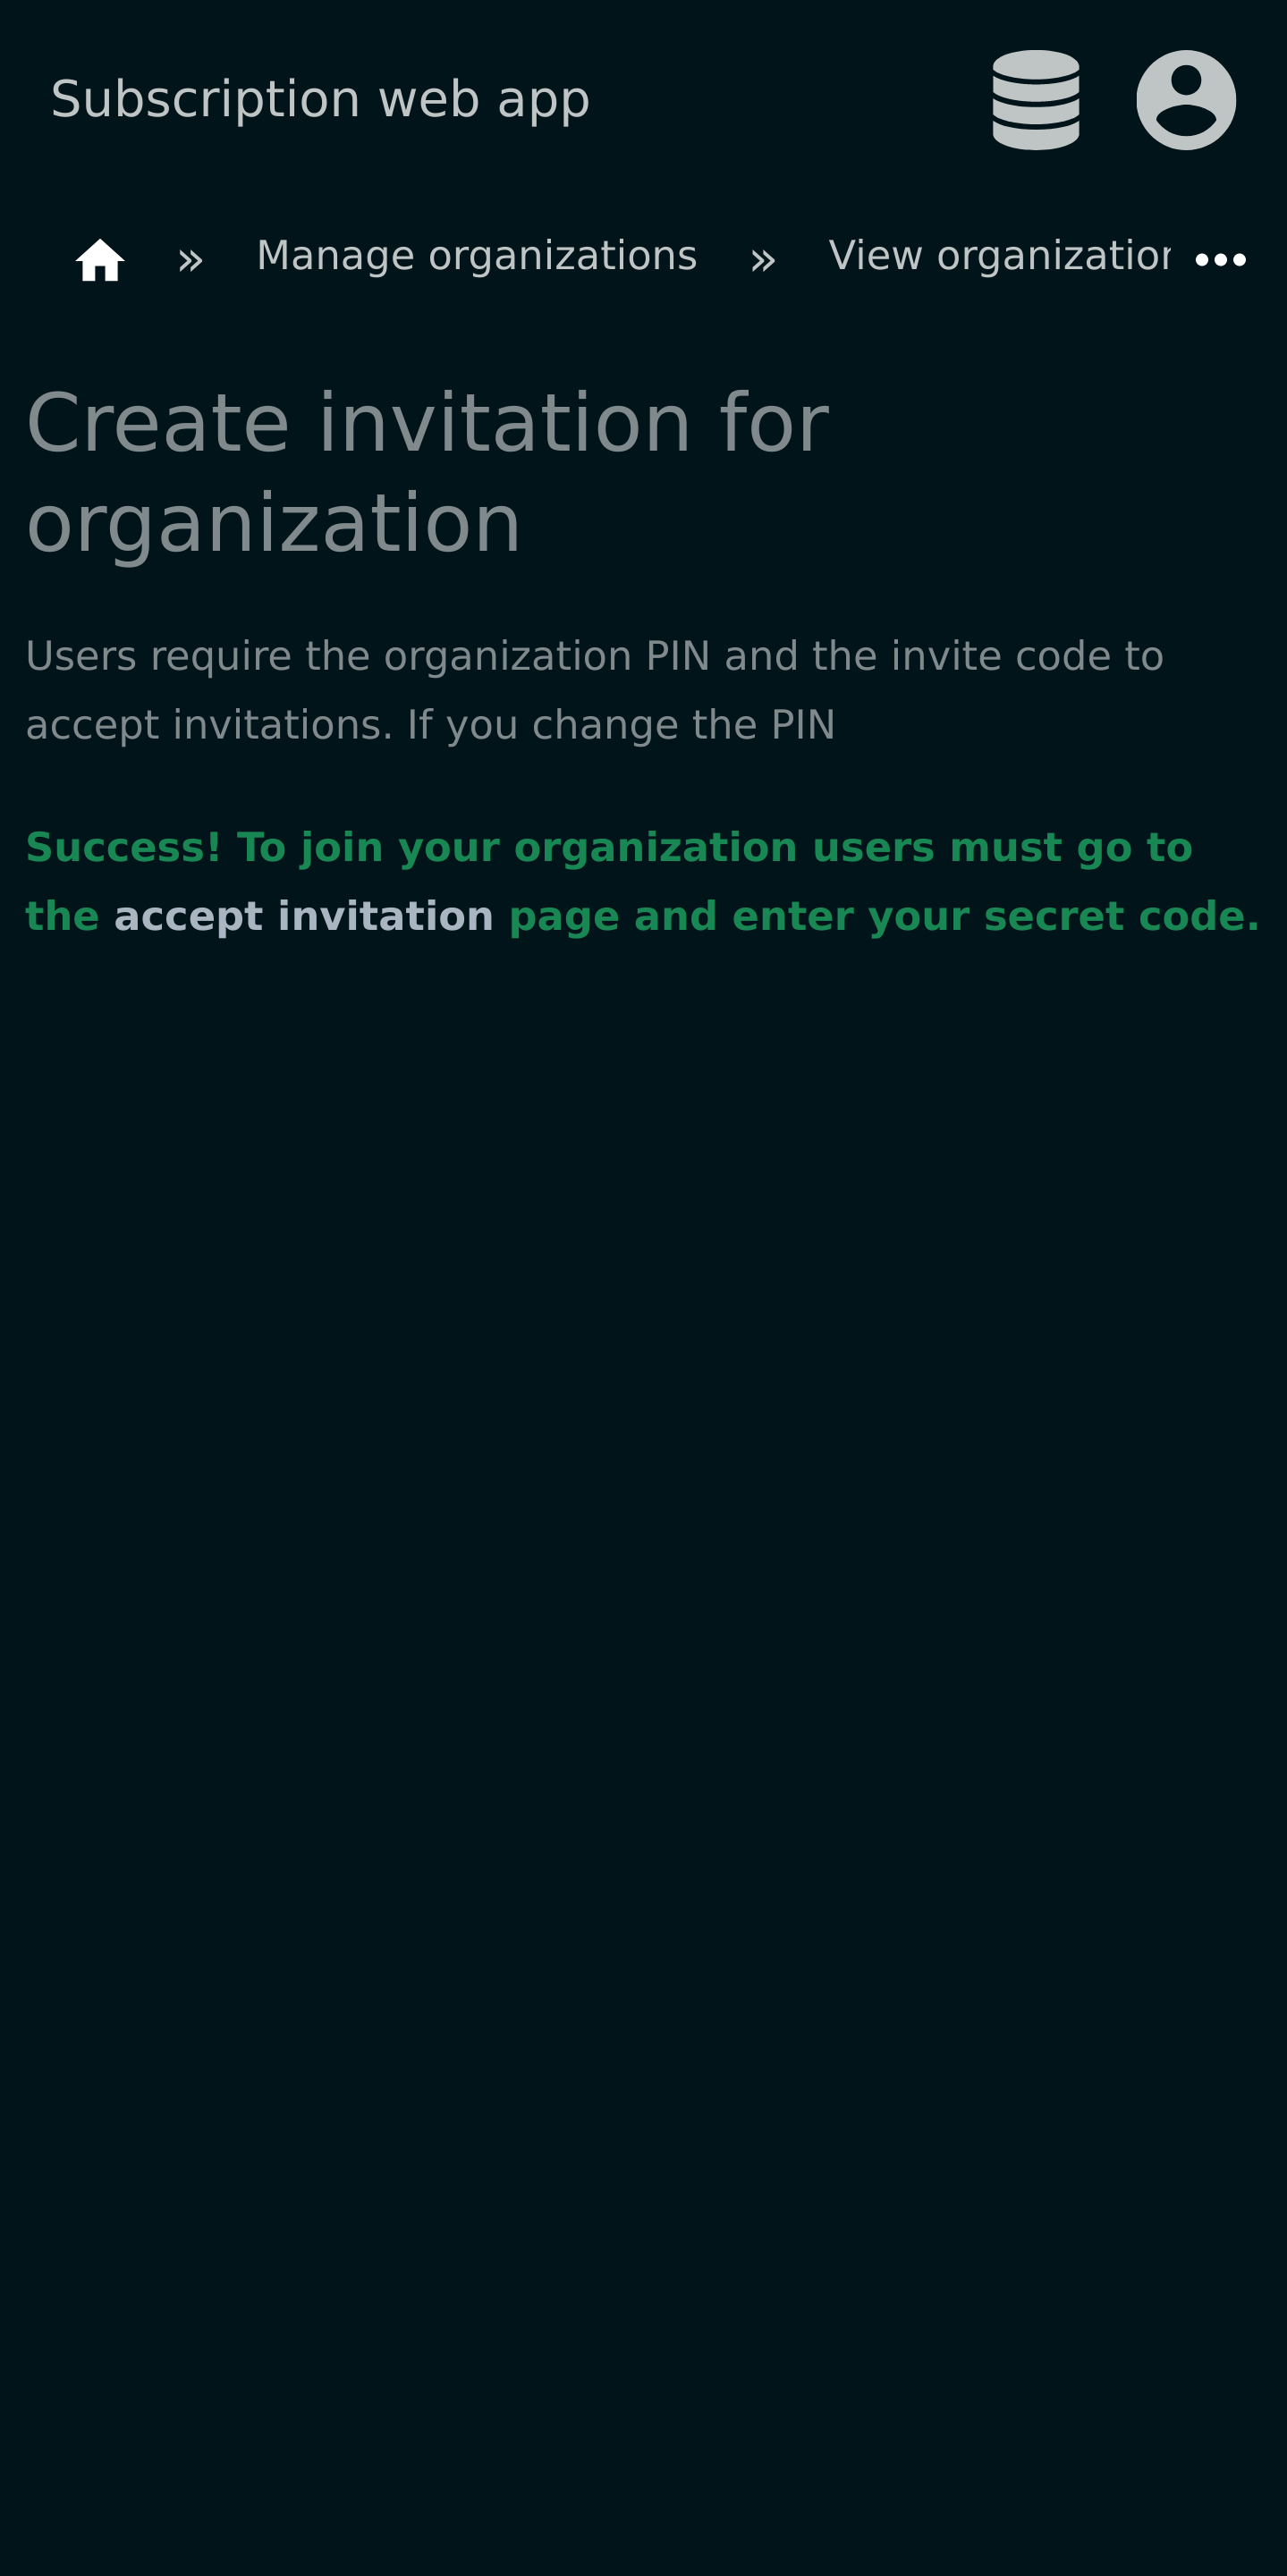 Subscription web app
» Manage organizations » View organization
Create invitation for
organization
Users require the organization PIN and the invite code to
accept invitations. If you change the PIN
Success! To join your organization users must go to
the accept invitation page and enter your secret code.